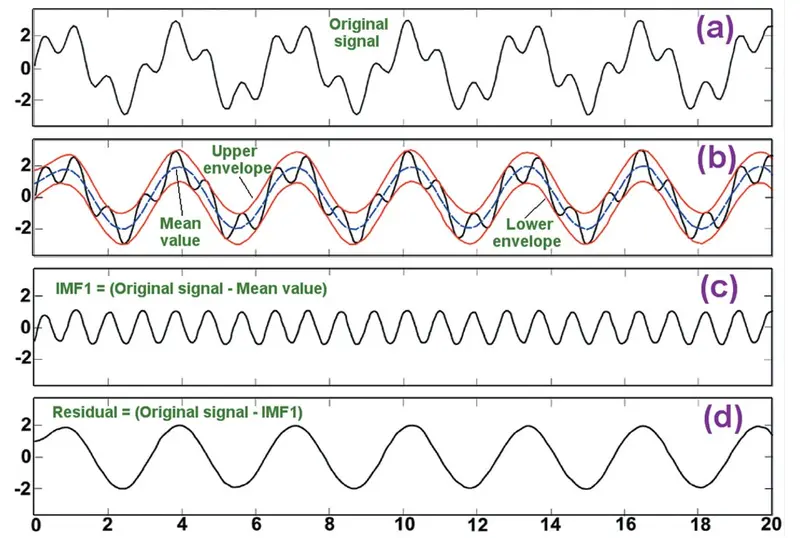 Original
signal
(a)
2
0
-2
Upper
envelope
(b)
2
0
-2
Mean
value
Lower
envelope
IMF1 = (Original signal - Mean value)
(c)
2
0
-2
Residual = (Original signal - IMF1)
(d)
2
0
-2
0 2 4 6 8 10 12 14 16 18 20